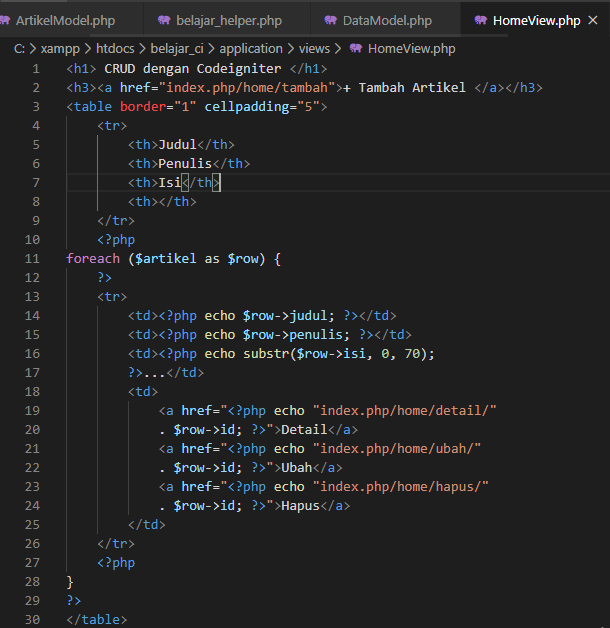 ArtikelModel.php belajar_helper.php DataModel.php HomeView.php ×
C: > xampp > htdocs > belajar_ci > application > views > HomeView.php
1 <h1> CRUD dengan Codeigniter </h1>
2 <h3><a href="index.php/home/tambah">+ Tambah Artikel </a></h3>
3 <table border="1" cellpadding="5">
4 <tr>
5 <th>Judul</th>
6 <th>Penulis</th>
7 <th>Isi</th>
8 <th></th>
9 </tr>
10 <?php
11 foreach ($artikel as $row) {
12 ?>
13 <tr>
14 <td><?php echo $row->judul; ?></td>
15 <td><?php echo $row->penulis; ?></td>
16 <td><?php echo substr($row->isi, 0, 70);
17 ?>...</td>
18 <td>
19 <a href="<?php echo "index.php/home/detail/"
20 . $row->id; ?>">Detail</a>
21 <a href="<?php echo "index.php/home/ubah/"
22 . $row->id; ?>">Ubah</a>
23 <a href="<?php echo "index.php/home/hapus/"
24 . $row->id; ?>">Hapus</a>
25 </td>
26 </tr>
27 <?php
28 }
29 ?>
30 </table>